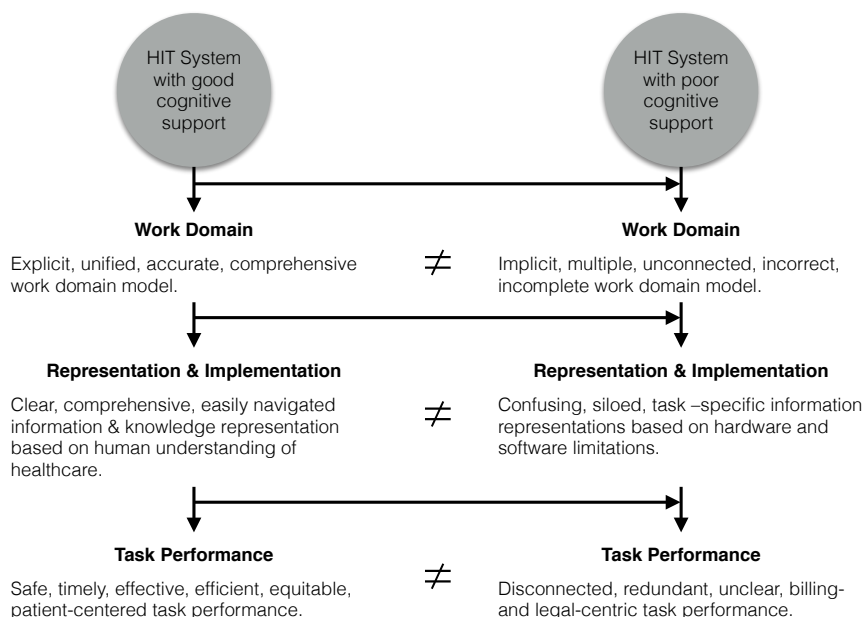 HIT System
with good
cognitive
support
HIT System
with poor
cognitive
support
Work Domain
Explicit, unified, accurate, comprehensive
work domain model.
≠
Work Domain
Implicit, multiple, unconnected, incorrect,
incomplete work domain model.
Representation & Implementation
Clear, comprehensive, easily navigated
information & knowledge representation
based on human understanding of
healthcare.
≠
Representation & Implementation
Confusing, siloed, task –specific information
representations based on hardware and
software limitations.
Task Performance
Safe, timely, effective, efficient, equitable,
patient-centered task performance.
≠
Task Performance
Disconnected, redundant, unclear, billing-
and legal-centric task performance.